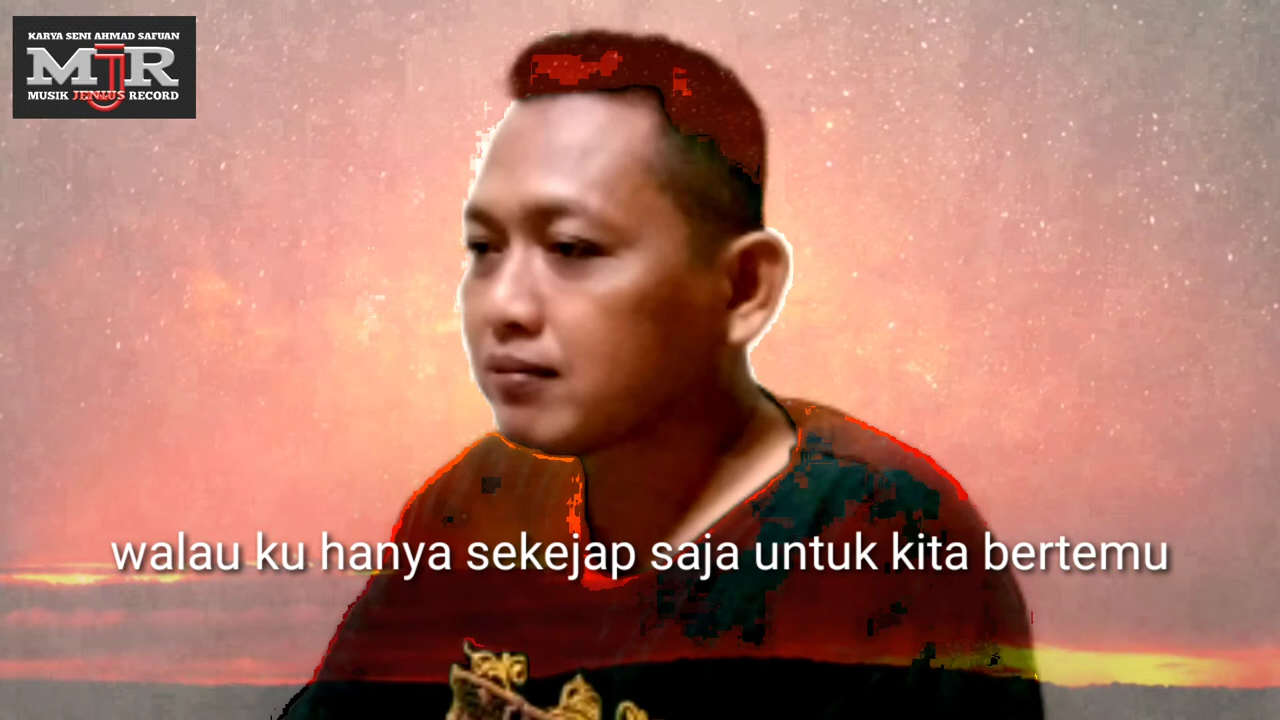 KARYA SENI AHMAD SAFUAN
MJR
MUSIK JENIUS RECORD
walau ku hanya sekejap saja untuk kita bertemu